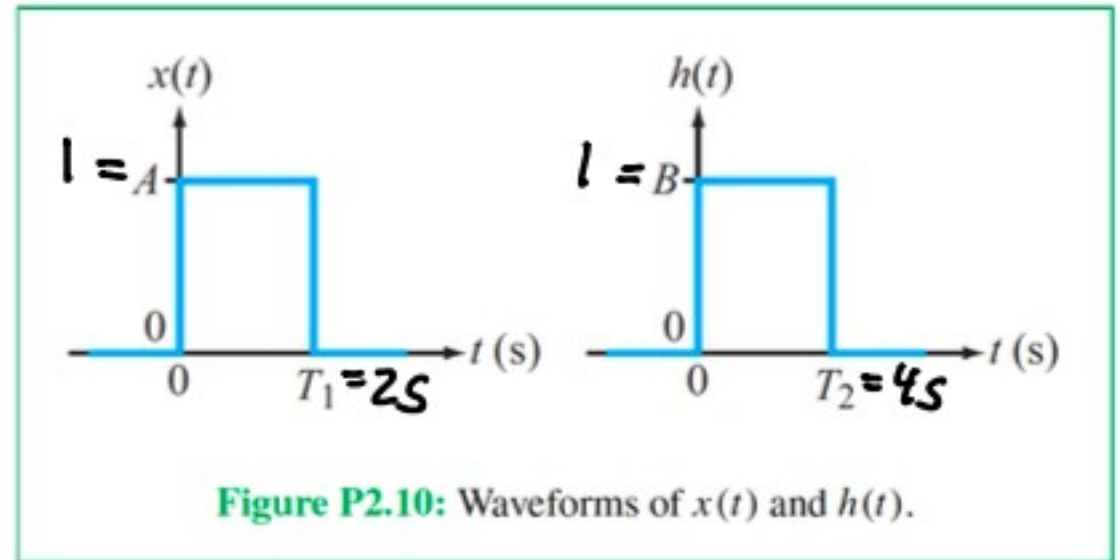 x(t)
1 = A
0
0
T₁ = 2s
t (s)
h(t)
1 = B
0
0
T₂ = 4s
t (s)
Figure P2.10: Waveforms of x(t) and h(t).